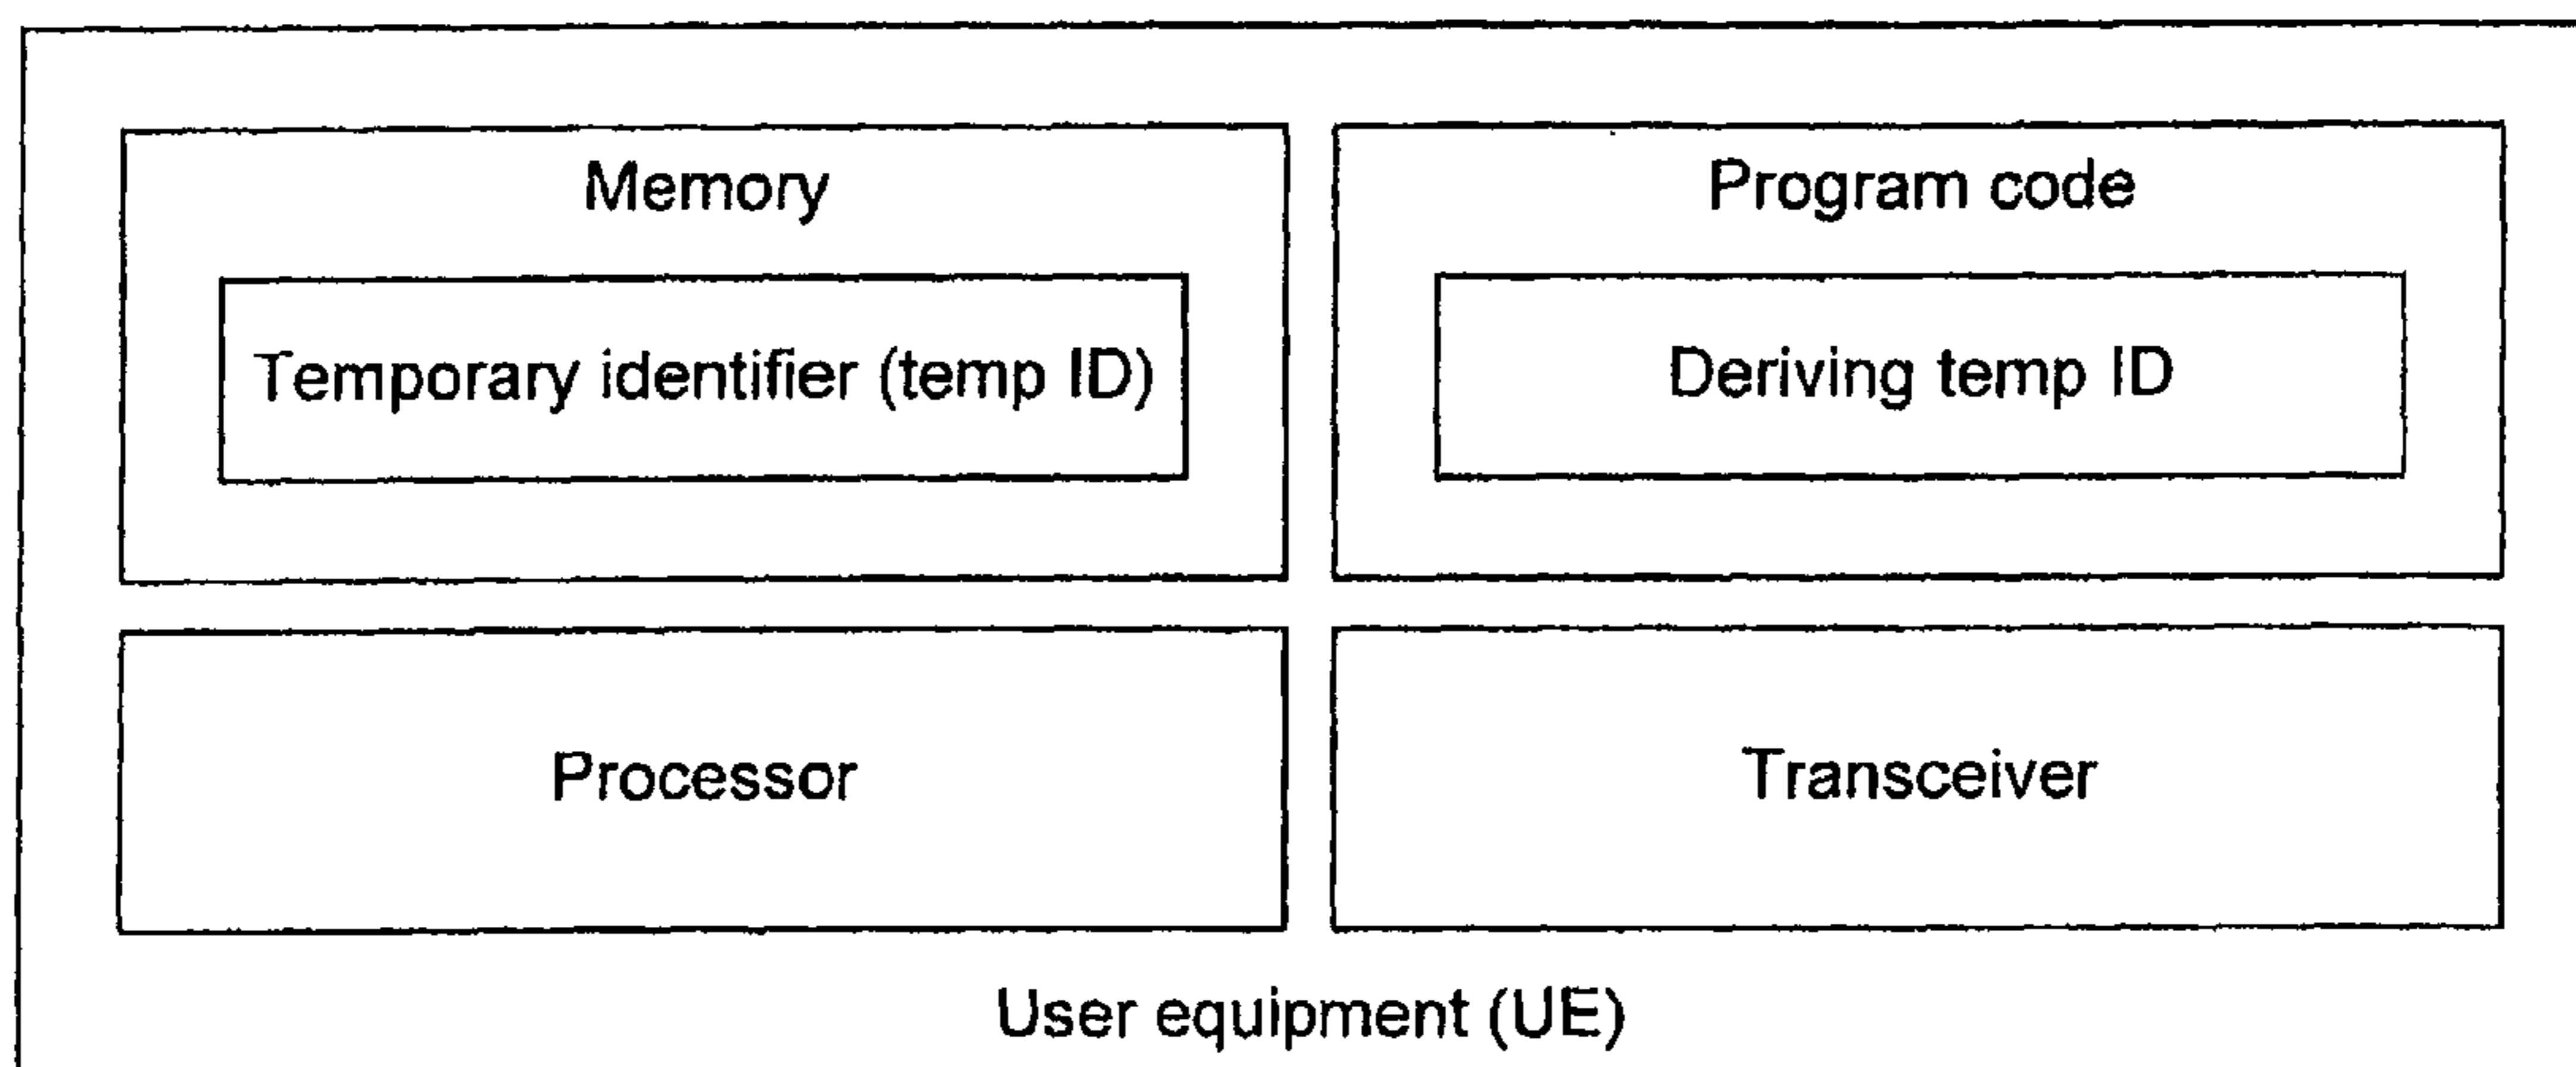 Memory
Program code
Temporary identifier (temp ID)
Deriving temp ID
Processor
Transceiver
User equipment (UE)